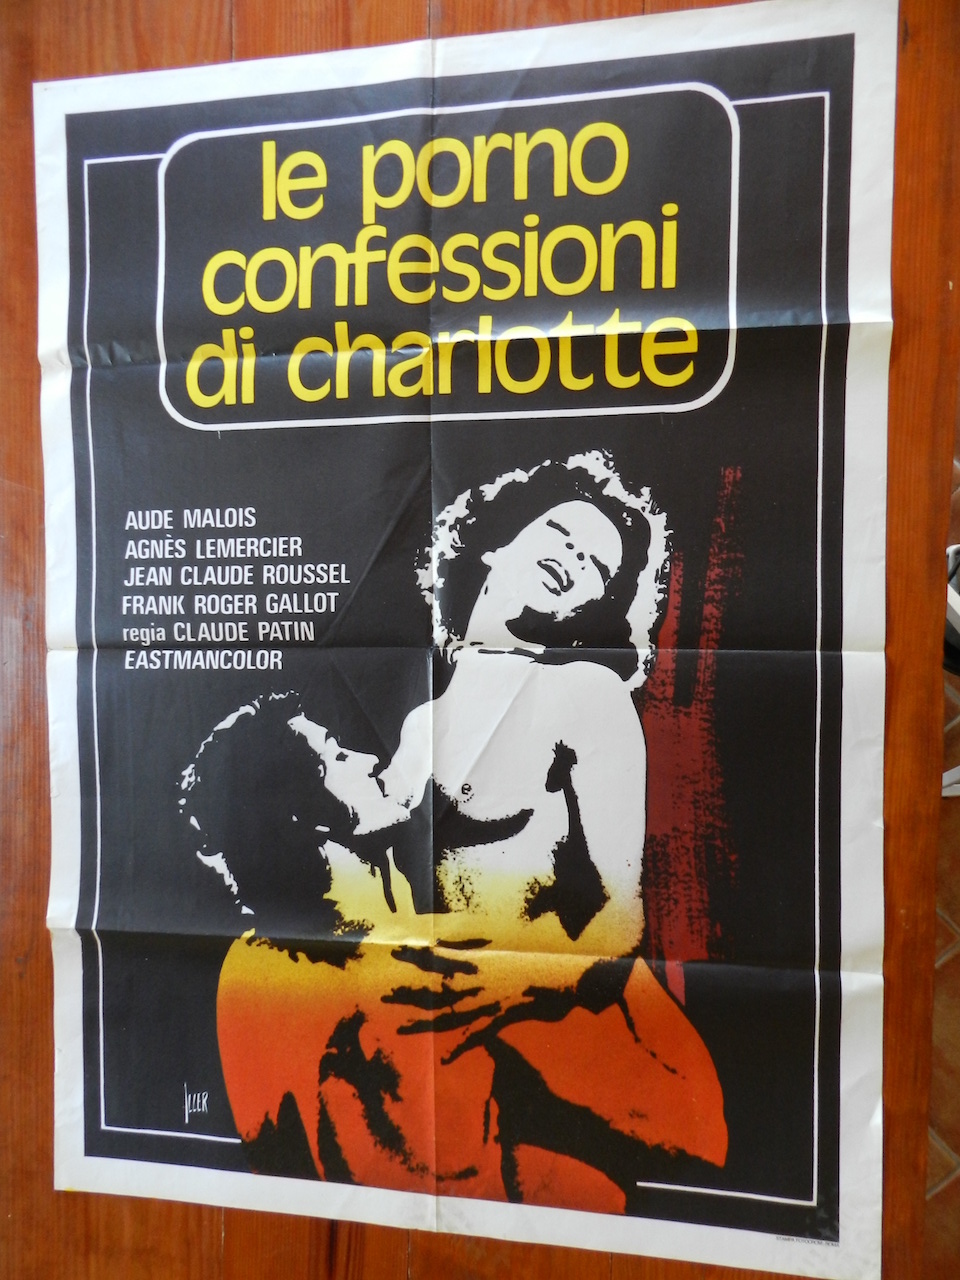 le porno
confessioni
di charlotte
AUDE MALOIS
AGNÈS LEMERCIER
JEAN CLAUDE ROUSSEL
FRANK ROGER GALLOT
regia CLAUDE PATIN
EASTMANCOLOR